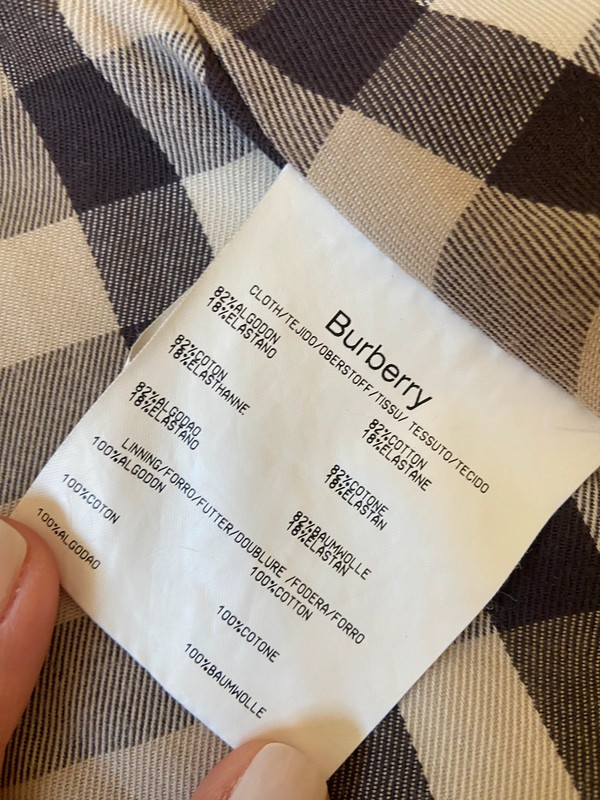 Burberry
CLOTH/TEJIDO/OBERSTOFF/TISSU/ TESSUTO/TECIDO
82%ALGODON 82%COTTON
18%ELASTANO 18%ELASTANE
82%COTON 82%COTONE
18%ELASTHANNE 18%ELASTAN
82%ALGODAO 82%BAUMWOLLE
18%ELASTANO 18%ELASTAN
LINNING/FORRO/FUTTER/DOUBLURE /FODERA/FORRO
100%ALGODON 100%COTTON
100%COTON 100%COTONE
100%ALGODAO 100%BAUMWOLLE